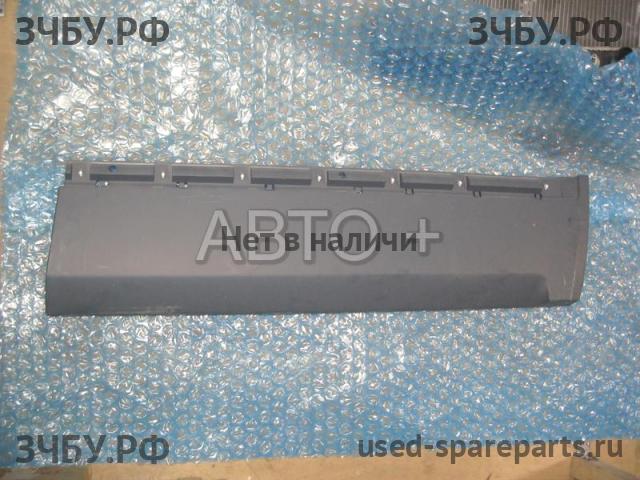 ЗЧБУ.РФ
ЗЧБУ.РФ
АВТО +
Нет в наличи
ЗЧБУ.РФ
used-spareparts.ru